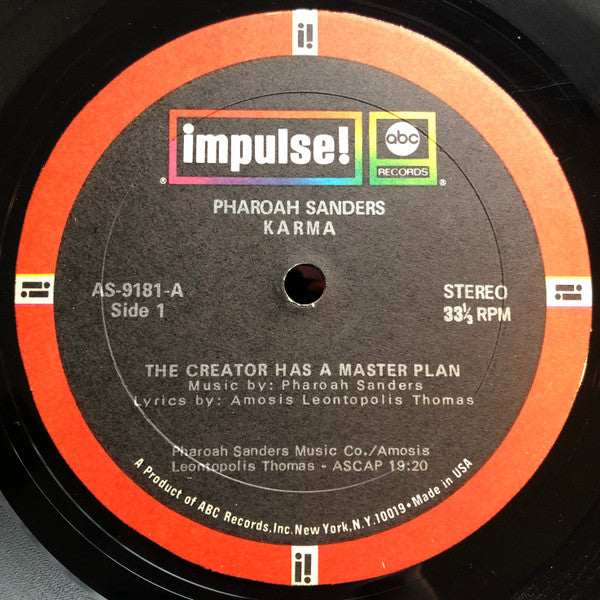 i!
impulse!
abc
RECORDS
®
®
PHAROAH SANDERS
KARMA
AS-9181-A
Side 1
STEREO
33⅓ RPM
i!
i!
THE CREATOR HAS A MASTER PLAN
Music by: Pharoah Sanders
Lyrics by: Amosis Leontopolis Thomas
Pharoah Sanders Music Co./Amosis
Leontopolis Thomas - ASCAP 19:20
A Product of ABC Records,Inc.New York,N.Y.10019•Made in USA
i!